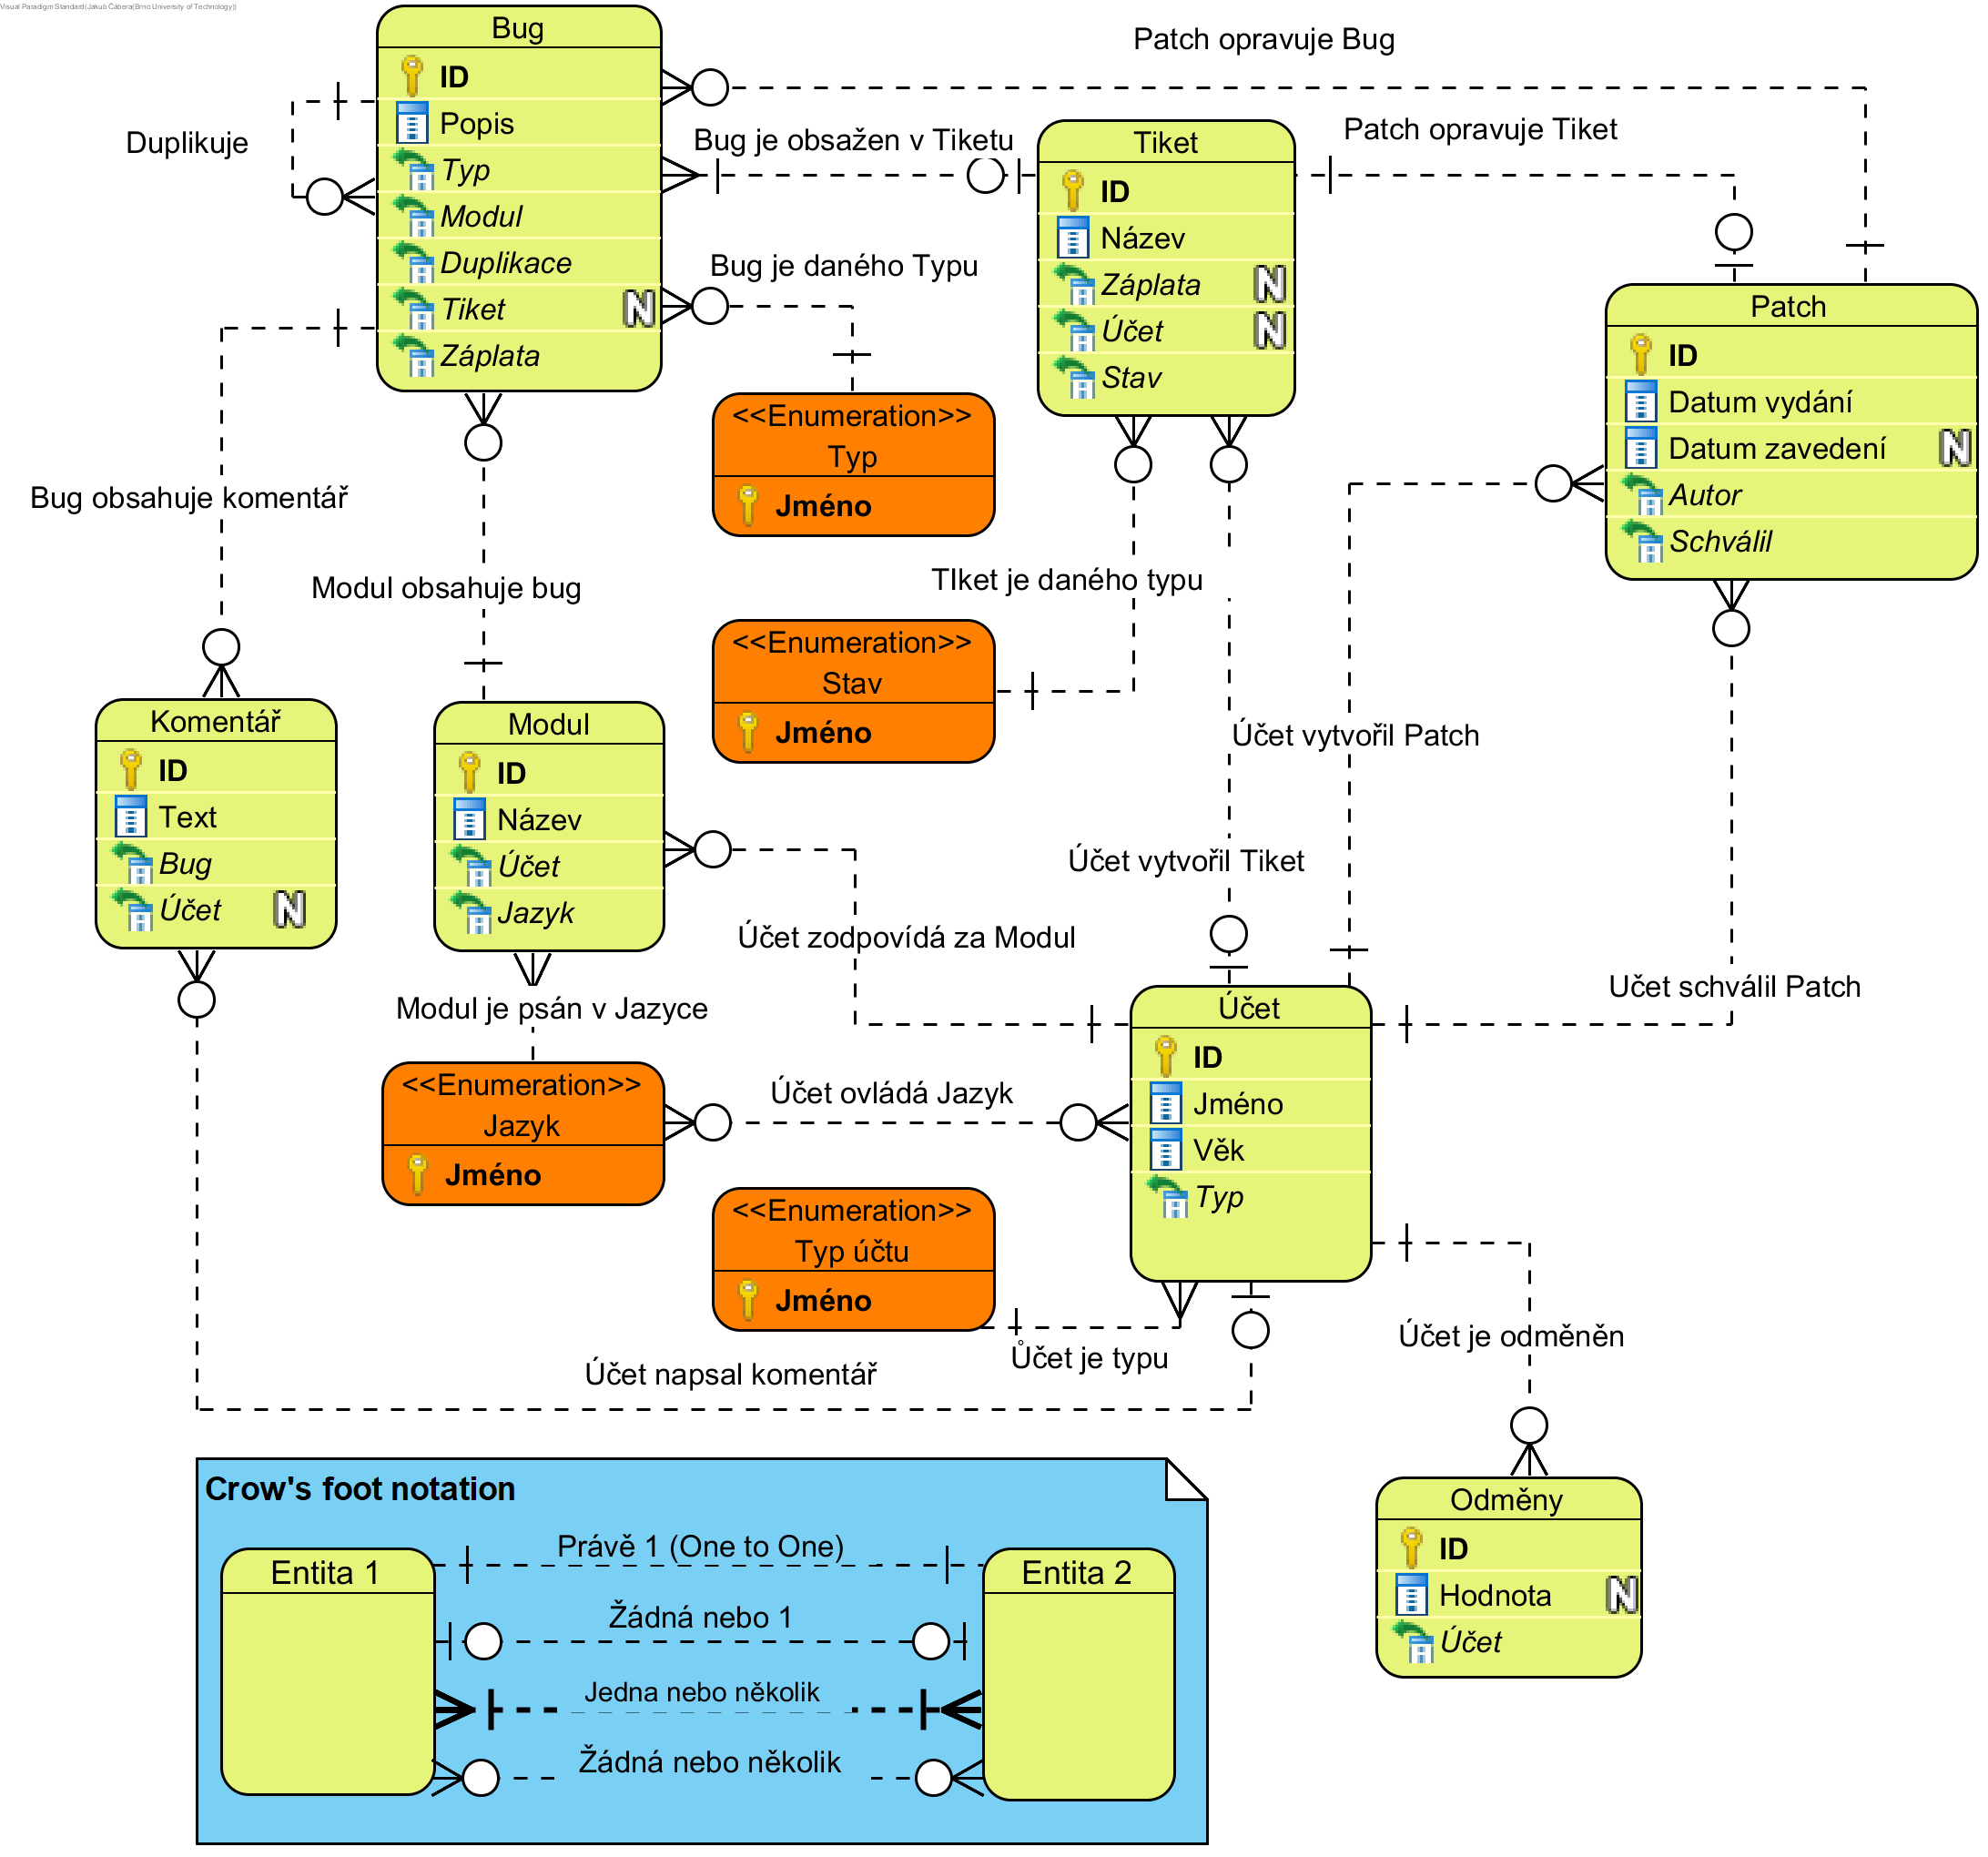 Visual Paradigm Standard(Jakub Čábera(Brno University of Technology))
Bug
ID
Popis
Typ
Modul
Duplikace
Tiket N
Záplata
Duplikuje
Patch opravuje Bug
Bug je obsažen v Tiketu
Patch opravuje Tiket
Tiket
ID
Název
Záplata N
Účet N
Stav
Bug je daného Typu
Patch
ID
Datum vydání
Datum zavedení N
Autor
Schválil
<<Enumeration>>
Typ
Jméno
Bug obsahuje komentář
Modul obsahuje bug
TIket je daného typu
<<Enumeration>>
Stav
Jméno
Komentář
ID
Text
Bug
Účet N
Modul
ID
Název
Účet
Jazyk
Účet vytvořil Patch
Účet vytvořil Tiket
Účet zodpovídá za Modul
Učet schválil Patch
Modul je psán v Jazyce
Účet
ID
Jméno
Věk
Typ
<<Enumeration>>
Jazyk
Jméno
Účet ovládá Jazyk
<<Enumeration>>
Typ účtu
Jméno
Ůčet je typu
Účet je odměněn
Účet napsal komentář
Odměny
ID
Hodnota N
Účet
Crow's foot notation
Entita 1
Entita 2
Právě 1 (One to One)
Žádná nebo 1
Jedna nebo několik
Žádná nebo několik